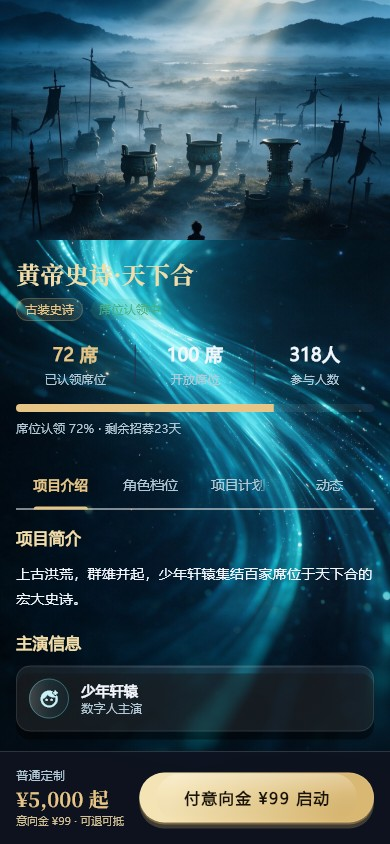 黄帝史诗·天下合
古装史诗 席位认领中
72 席 100 席 318人
已认领席位 开放席位 参与人数
席位认领 72% · 剩余招募23天
项目介绍 角色档位 项目计划 动态
项目简介
上古洪荒，群雄并起，少年轩辕集结百家席位于天下合的
宏大史诗。
主演信息
少年轩辕
数字人主演
普通定制
¥5,000 起
意向金 ¥99 · 可退可抵
付意向金 ¥99 启动